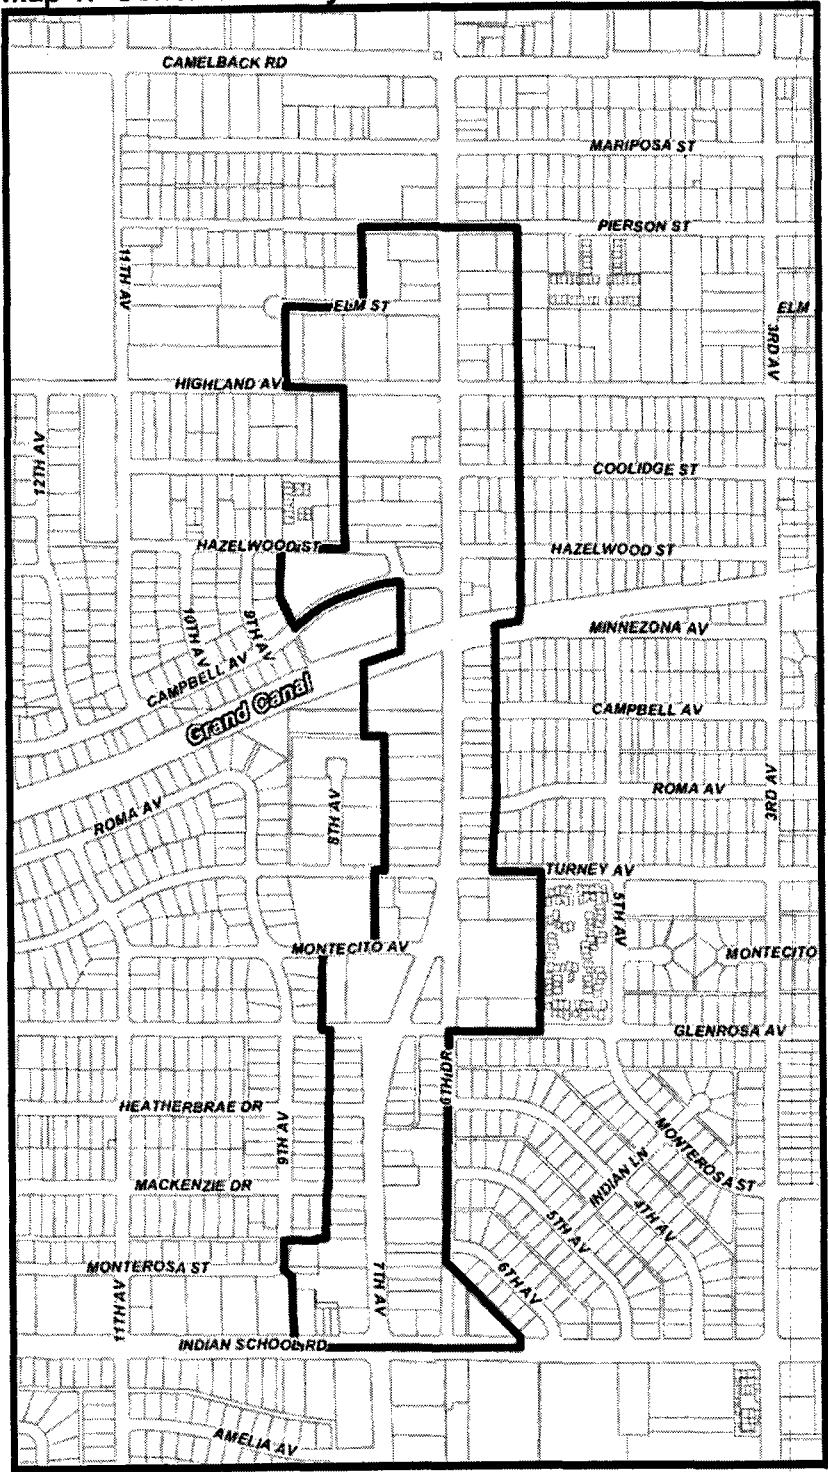 CAMELBACK RD
MARIPOSA ST
PIERSON ST
11TH AV
ELM ST
ELM
3RD AV
HIGHLAND AV
12TH AV
COOLIDGE ST
HAZELWOOD ST
HAZELWOOD ST
10TH AV
9TH AV
MINNEZONA AV
CAMPBELL AV
Grand Canal
CAMPBELL AV
ROMA AV
3RD AV
ROMA AV
8TH AV
TURNEY AV
5TH AV
MONTECITO AV
MONTECITO
GLENROSA AV
6TH DR
HEATHERBRAE DR
9TH AV
MONTEROSA ST
INDIAN LN
MACKENZIE DR
4TH AV
5TH AV
MONTEROSA ST
6TH AV
7TH AV
11TH AV
INDIAN SCHOOL RD
AMELIA AV